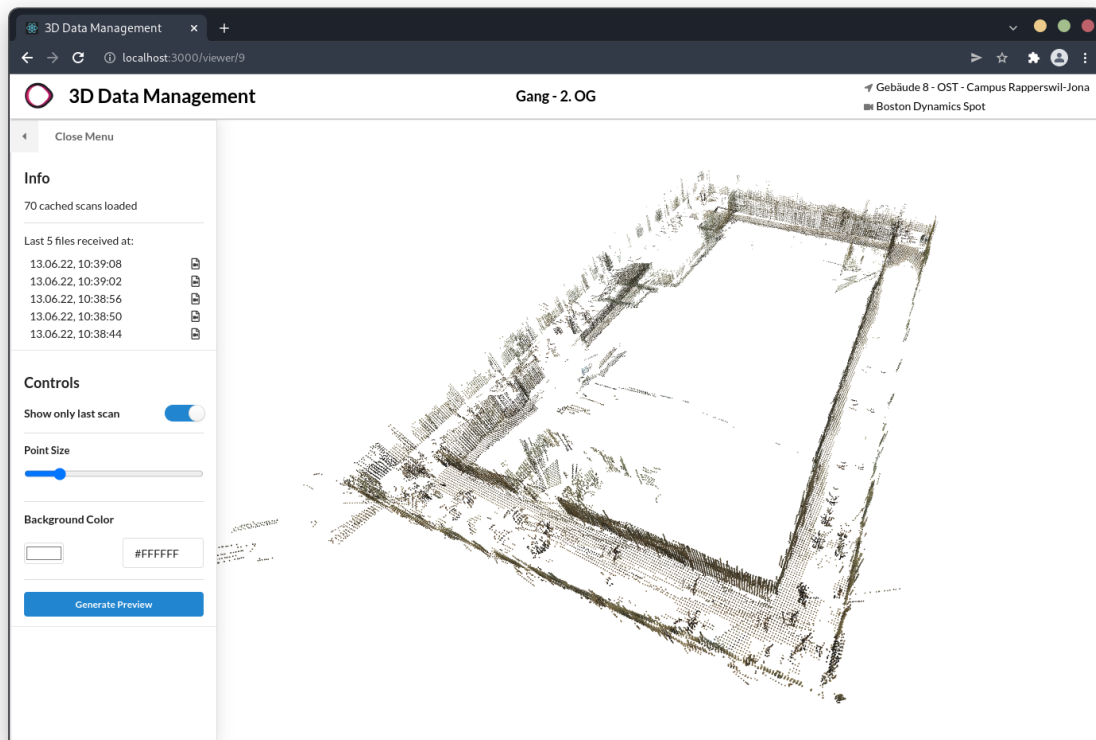 3D Data Management
localhost:3000/viewer/9
3D Data Management
Gang - 2. OG
Gebäude 8 - OST - Campus Rapperswil-Jona
Boston Dynamics Spot
Close Menu
Info
70 cached scans loaded
Last 5 files received at:
13.06.22, 10:39:08
13.06.22, 10:39:02
13.06.22, 10:38:56
13.06.22, 10:38:50
13.06.22, 10:38:44
Controls
Show only last scan
Point Size
Background Color
#FFFFFF
Generate Preview